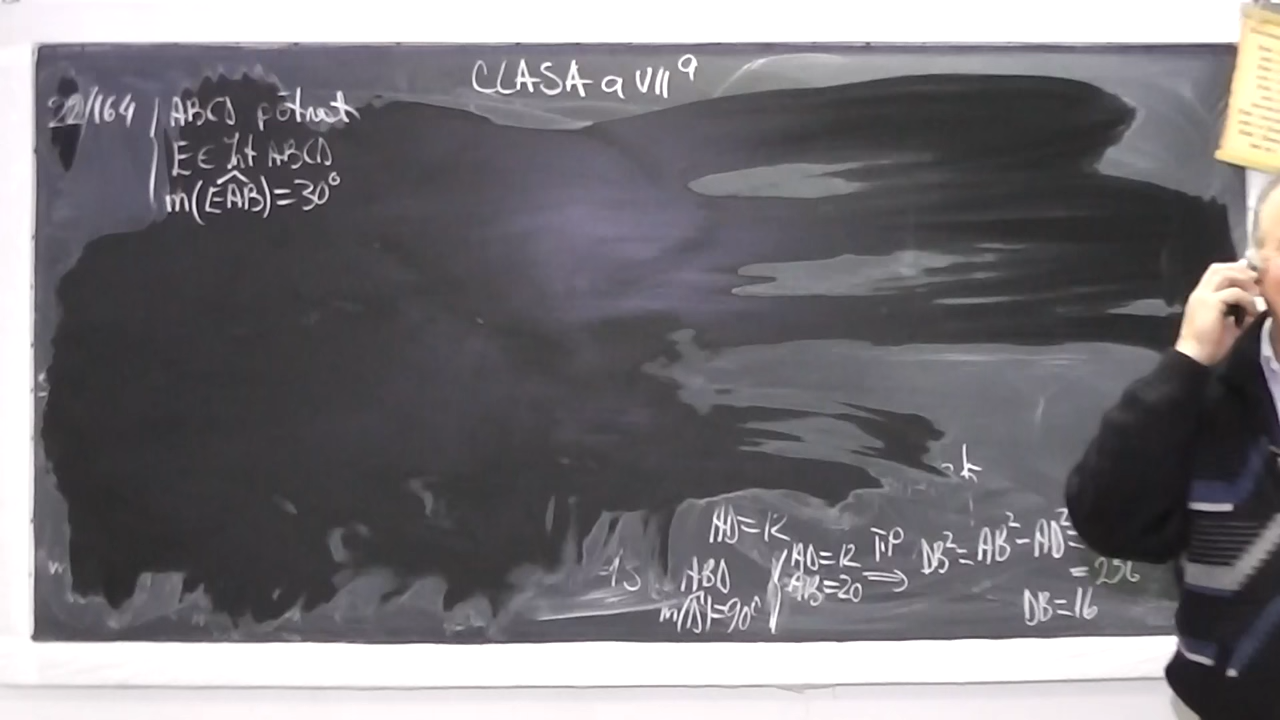 CLASA a VII a
22/164 ABCD pătrat
E ∈ Int ABCD
m(EAB)=30°
AD=12
ABD
m(D)=90°
AD=12
AB=20
T.P
⇒ DB²=AB²-AD²=
=256
DB=16